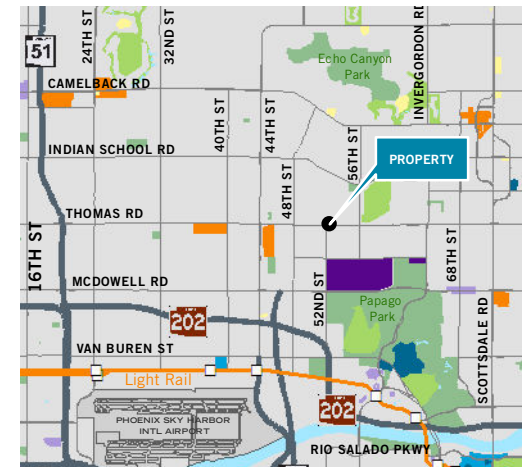 51
24TH ST
32ND ST
INVERGORDON RD
Echo Canyon
Park
CAMELBACK RD
40TH ST
44TH ST
56TH ST
INDIAN SCHOOL RD
PROPERTY
48TH ST
THOMAS RD
16TH ST
68TH ST
52ND ST
MCDOWELL RD
Papago
Park
202
SCOTTSDALE RD
VAN BUREN ST
Light Rail
202
PHOENIX SKY HARBOR
INTL AIRPORT
RIO SALADO PKWY